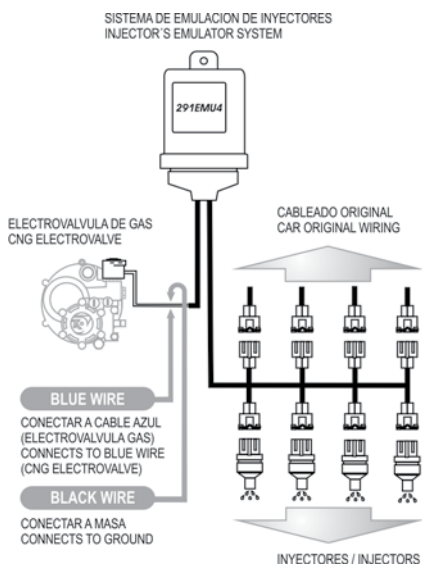 SISTEMA DE EMULACION DE INYECTORES
INJECTOR´S EMULATOR SYSTEM
291EMU4
ELECTROVALVULA DE GAS
CNG ELECTROVALVE
CABLEADO ORIGINAL
CAR ORIGINAL WIRING
BLUE WIRE
CONECTAR A CABLE AZUL
(ELECTROVALVULA GAS)
CONNECTS TO BLUE WIRE
(CNG ELECTROVALVE)
BLACK WIRE
CONECTAR A MASA
CONNECTS TO GROUND
INYECTORES / INJECTORS